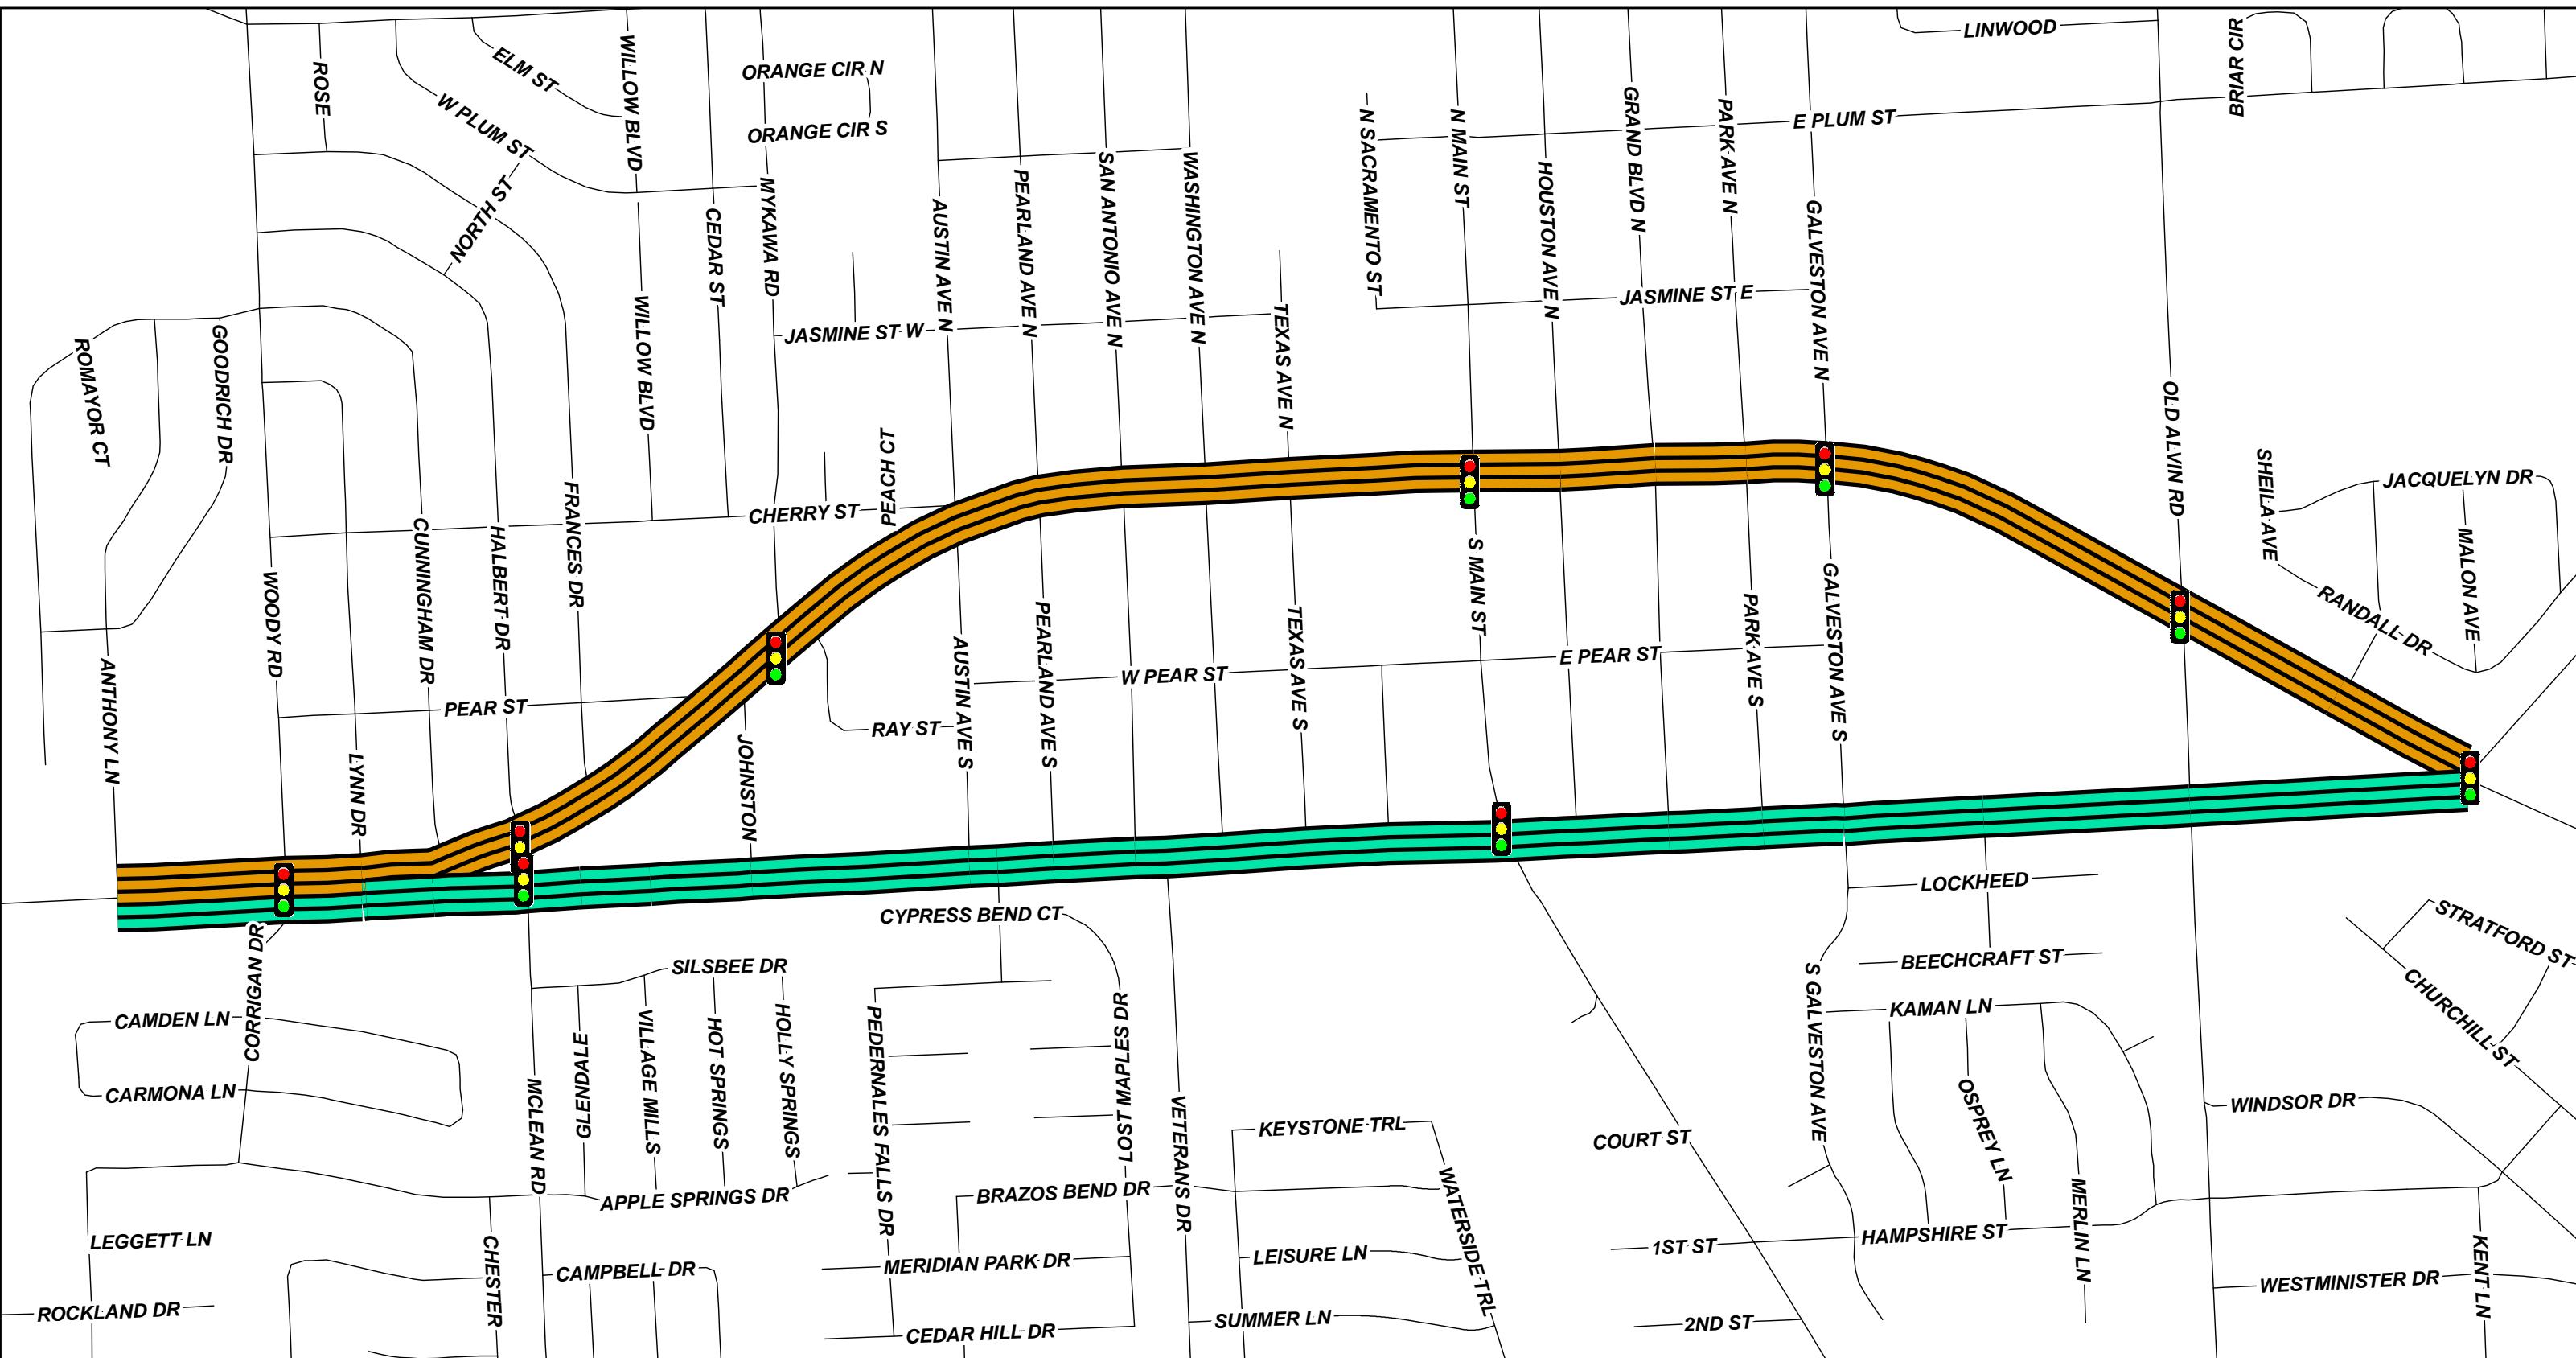 LINWOOD
BRIAR CIR
ROSE
ELM ST
WILLOW BLVD
ORANGE CIR N
W PLUM ST
ORANGE CIR S
N SACRAMENTO ST
N MAIN ST
GRAND BLVD N
PARK AVE N
E PLUM ST
NORTH ST
CEDAR ST
MYKAWA RD
AUSTIN AVE N
PEARLAND AVE N
SAN ANTONIO AVE N
WASHINGTON AVE N
HOUSTON AVE N
GALVESTON AVE N
JASMINE ST E
JASMINE ST W
TEXAS AVE N
ROMAYOR CT
GOODRICH DR
WILLOW BLVD
OLD ALVIN RD
PEACH CT
CHERRY ST
SHEILA AVE
JACQUELYN DR
MALON AVE
RANDALL DR
CUNNINGHAM DR
HALBERT DR
FRANCES DR
WOODY RD
ANTHONY LN
LYNN DR
PEAR ST
JOHNSTON
RAY ST
AUSTIN AVE S
PEARLAND AVE S
W PEAR ST
TEXAS AVE S
S MAIN ST
E PEAR ST
PARK AVE S
GALVESTON AVE S
CYPRESS BEND CT
LOCKHEED
BEECHCRAFT ST
STRATFORD ST
CHURCHILL ST
CORRIGAN DR
SILSBEE DR
CAMDEN LN
CARMONA LN
MCLEAN RD
GLENDALE
VILLAGE MILLS
HOT SPRINGS
HOLLY SPRINGS
PEDERNALES FALLS DR
LOST MAPLES DR
VETERANS DR
KEYSTONE TRL
COURT ST
S GALVESTON AVE
KAMAN LN
OSPREY LN
MERLIN LN
WINDSOR DR
APPLE SPRINGS DR
BRAZOS BEND DR
WATERSIDE TRL
LEGGETT LN
CHESTER
CAMPBELL DR
MERIDIAN PARK DR
LEISURE LN
1ST ST
HAMPSHIRE ST
KENT LN
WESTMINISTER DR
ROCKLAND DR
CEDAR HILL DR
SUMMER LN
2ND ST